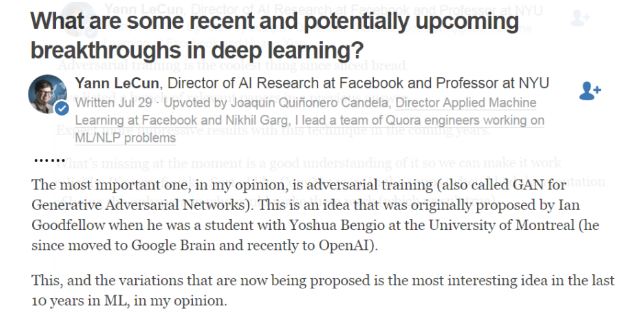 What are some recent and potentially upcoming
breakthroughs in deep learning?
Yann LeCun, Director of AI Research at Facebook and Professor at NYU
Written Jul 29 · Upvoted by Joaquin Quiñonero Candela, Director Applied Machine
Learning at Facebook and Nikhil Garg, I lead a team of Quora engineers working on
ML/NLP problems
......
The most important one, in my opinion, is adversarial training (also called GAN for
Generative Adversarial Networks). This is an idea that was originally proposed by Ian
Goodfellow when he was a student with Yoshua Bengio at the University of Montreal (he
since moved to Google Brain and recently to OpenAI).
This, and the variations that are now being proposed is the most interesting idea in the last
10 years in ML, in my opinion.